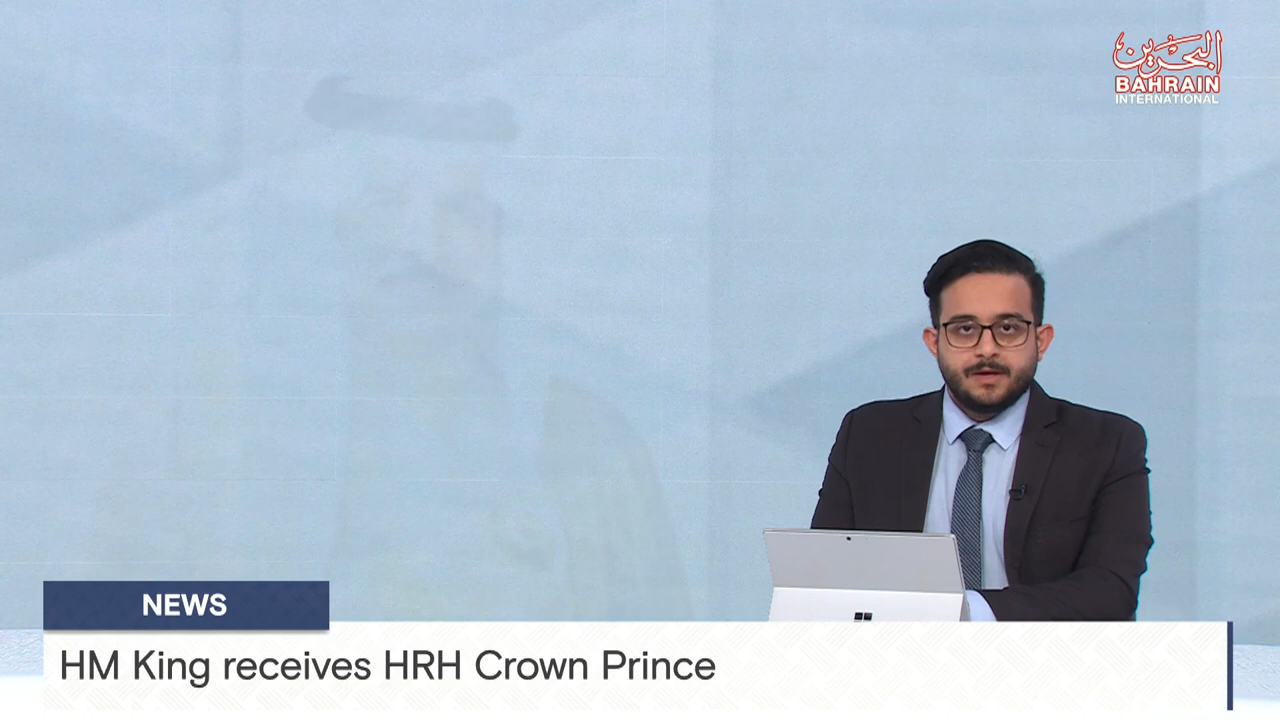 البحرين
BAHRAIN
INTERNATIONAL
NEWS
HM King receives HRH Crown Prince